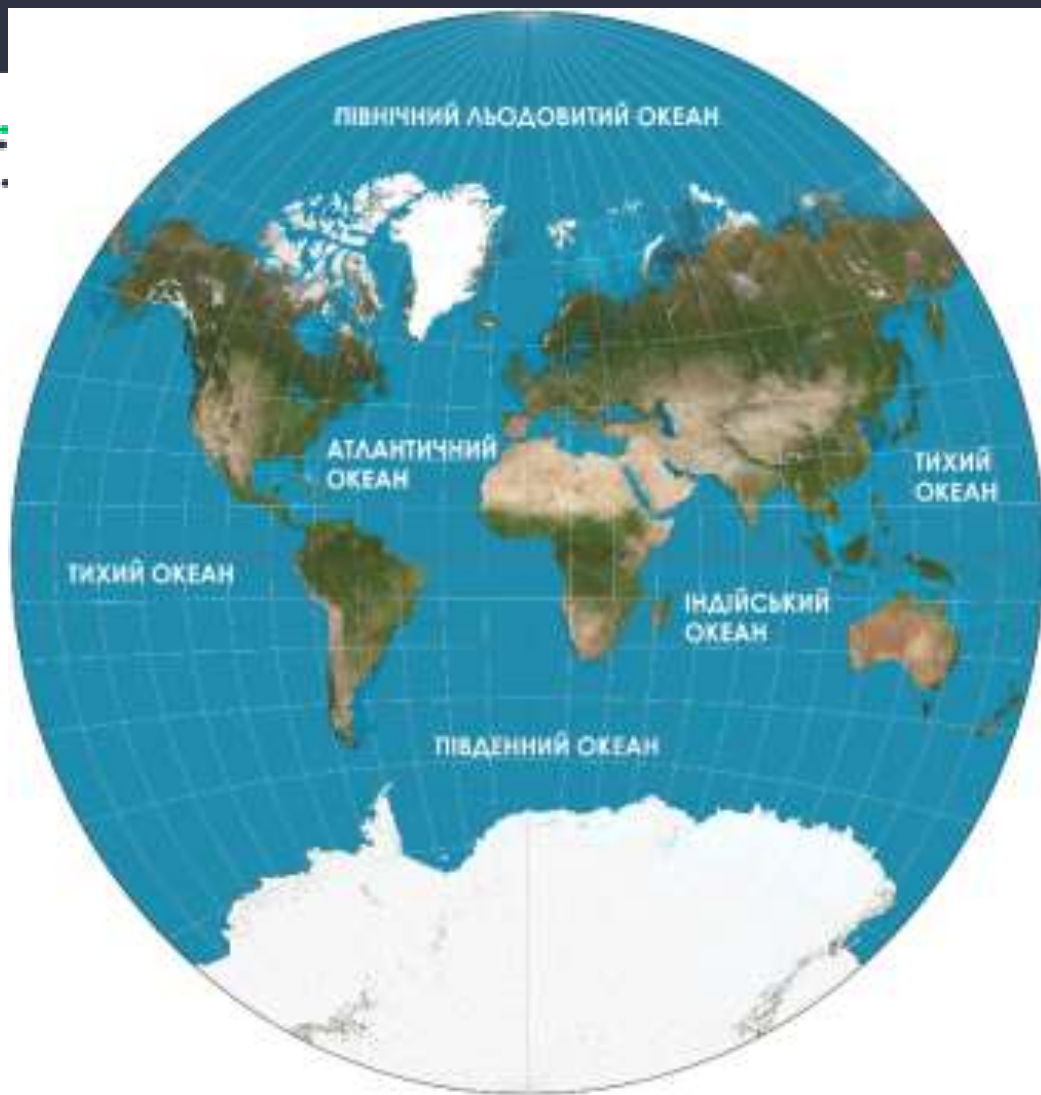 ПІВНІЧНИЙ ЛЬОДОВИТИЙ ОКЕАН
АТЛАНТИЧНИЙ
ОКЕАН
ТИХИЙ
ОКЕАН
ТИХИЙ ОКЕАН
ІНДІЙСЬКИЙ
ОКЕАН
ПІВДЕННИЙ ОКЕАН